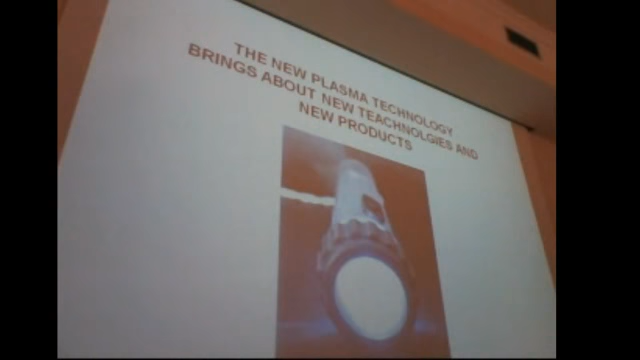 THE NEW PLASMA TECHNOLOGY
BRINGS ABOUT NEW TEACHNOLGIES AND
NEW PRODUCTS